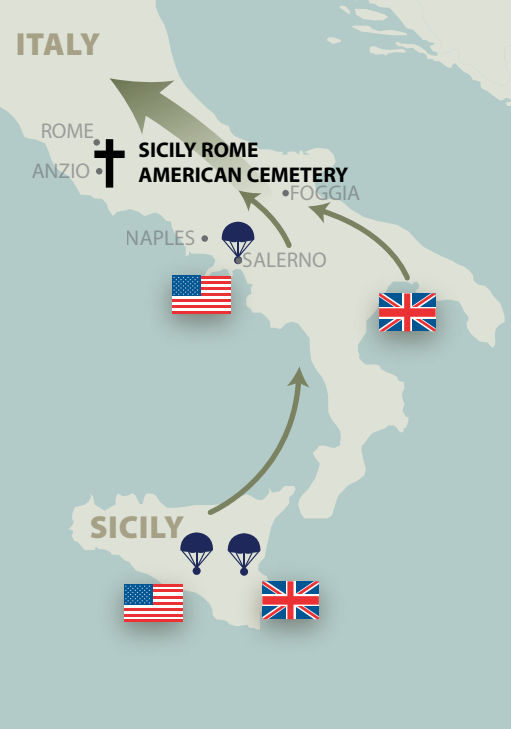 ITALY
ROME
SICILY ROME
AMERICAN CEMETERY
ANZIO
FOGGIA
NAPLES
SALERNO
SICILY